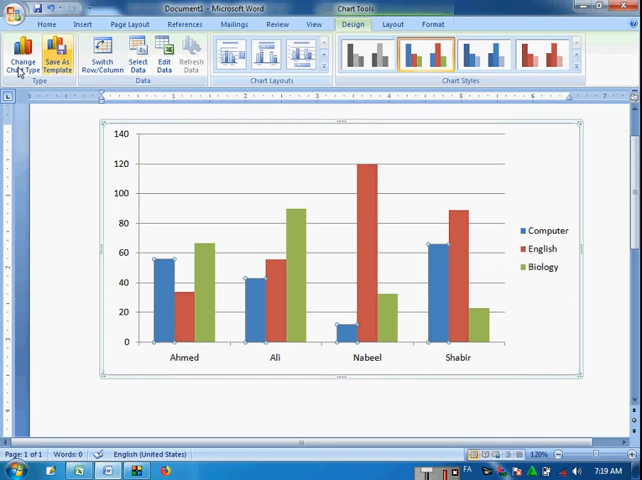 Document1 - Microsoft Word
Chart Tools
Home Insert Page Layout References Mailings Review View Design Layout Format
Change Chart Type
Save As Template
Switch Row/Column
Select Data
Edit Data
Refresh Data
Type
Data
Chart Layouts
Chart Styles
140
120
100
80
60
40
20
0
Computer
English
Biology
Ahmed Ali Nabeel Shabir
Page: 1 of 1 Words: 0 English (United States) 120%
FA 7:19 AM